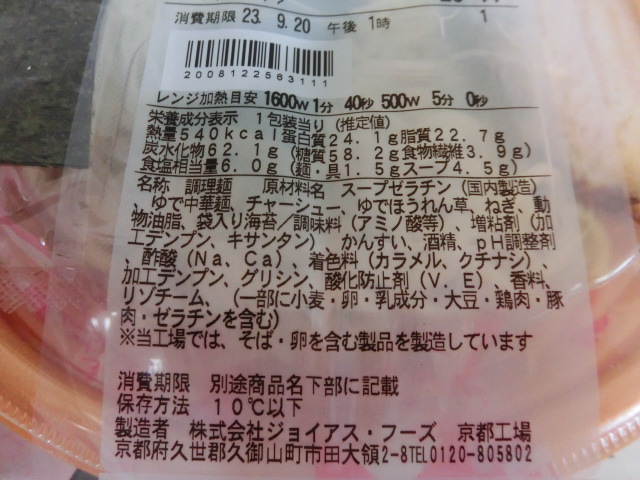 消費期限 23. 9.20 午後 1時
1
2008122563111
レンジ加熱目安 1600W 1分 40秒 500W 5分 0秒
栄養成分表示 1包装当り (推定値)
熱量540kcal蛋白質24.1g脂質22.7g
炭水化物62.1g (糖質58.2g食物繊維3.9g)
食塩相当量6.0g(麺・具1.5gスープ4.5g)
名称 調理麺 原材料名 スープゼラチン(国内製造)
、ゆで中華麺、チャーシュー、ゆでほうれん草、ねぎ、動
物油脂、袋入り海苔／調味料(アミノ酸等)、増粘剤(加
工デンプン、キサンタン)、かんすい、酒精、pH調整剤
、酢酸(Na、Ca)、着色料(カラメル、クチナシ)、
加工デンプン、グリシン、酸化防止剤(V.E)、香料、
リゾチーム、(一部に小麦・卵・乳成分・大豆・鶏肉・豚
肉・ゼラチンを含む)
※当工場では、そば・卵を含む製品を製造しています
消費期限 別途商品名下部に記載
保存方法 10℃以下
製造者 株式会社ジョイアス・フーズ 京都工場
京都府久世郡久御山町市田大領2-8TEL0120-805802